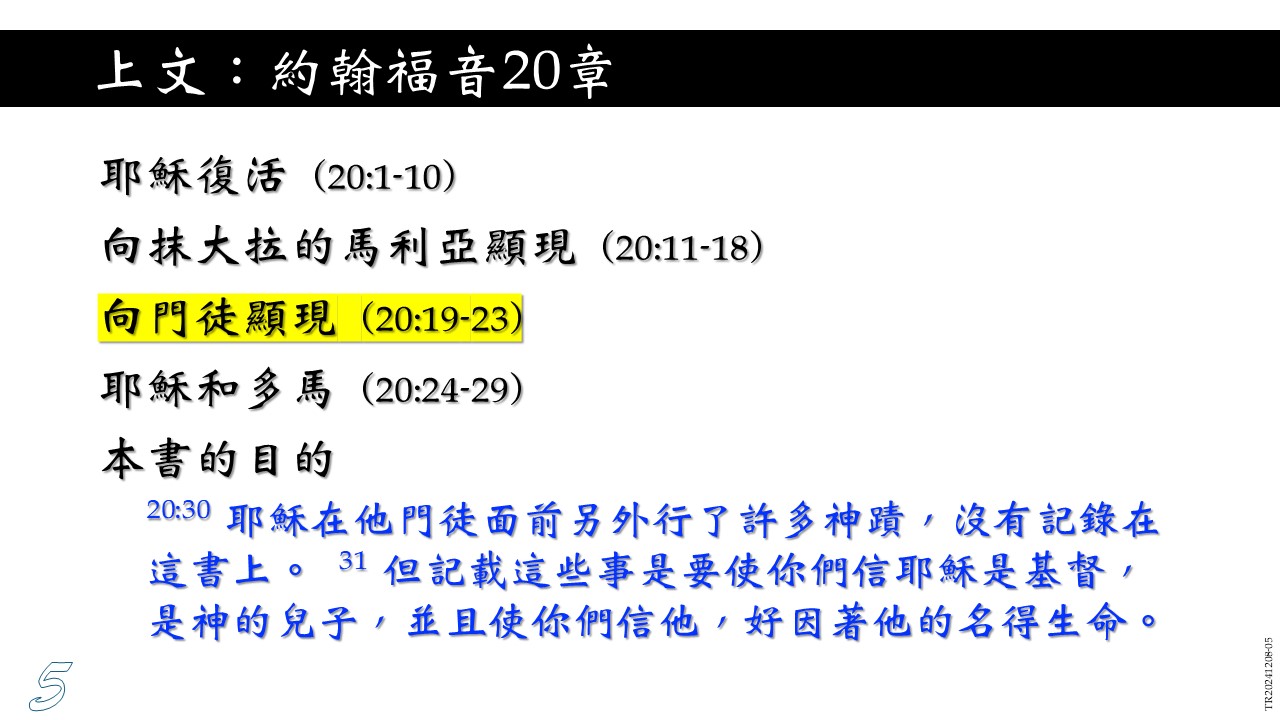 上文：約翰福音20章
耶穌復活（20:1-10）
向抹大拉的馬利亞顯現（20:11-18）
向門徒顯現（20:19-23）
耶穌和多馬（20:24-29）
本書的目的
20:30 耶穌在他門徒面前另外行了許多神蹟，沒有記錄在
這書上。 31 但記載這些事是要使你們信耶穌是基督，
是神的兒子，並且使你們信他，好因著他的名得生命。
5
TR20241208-05